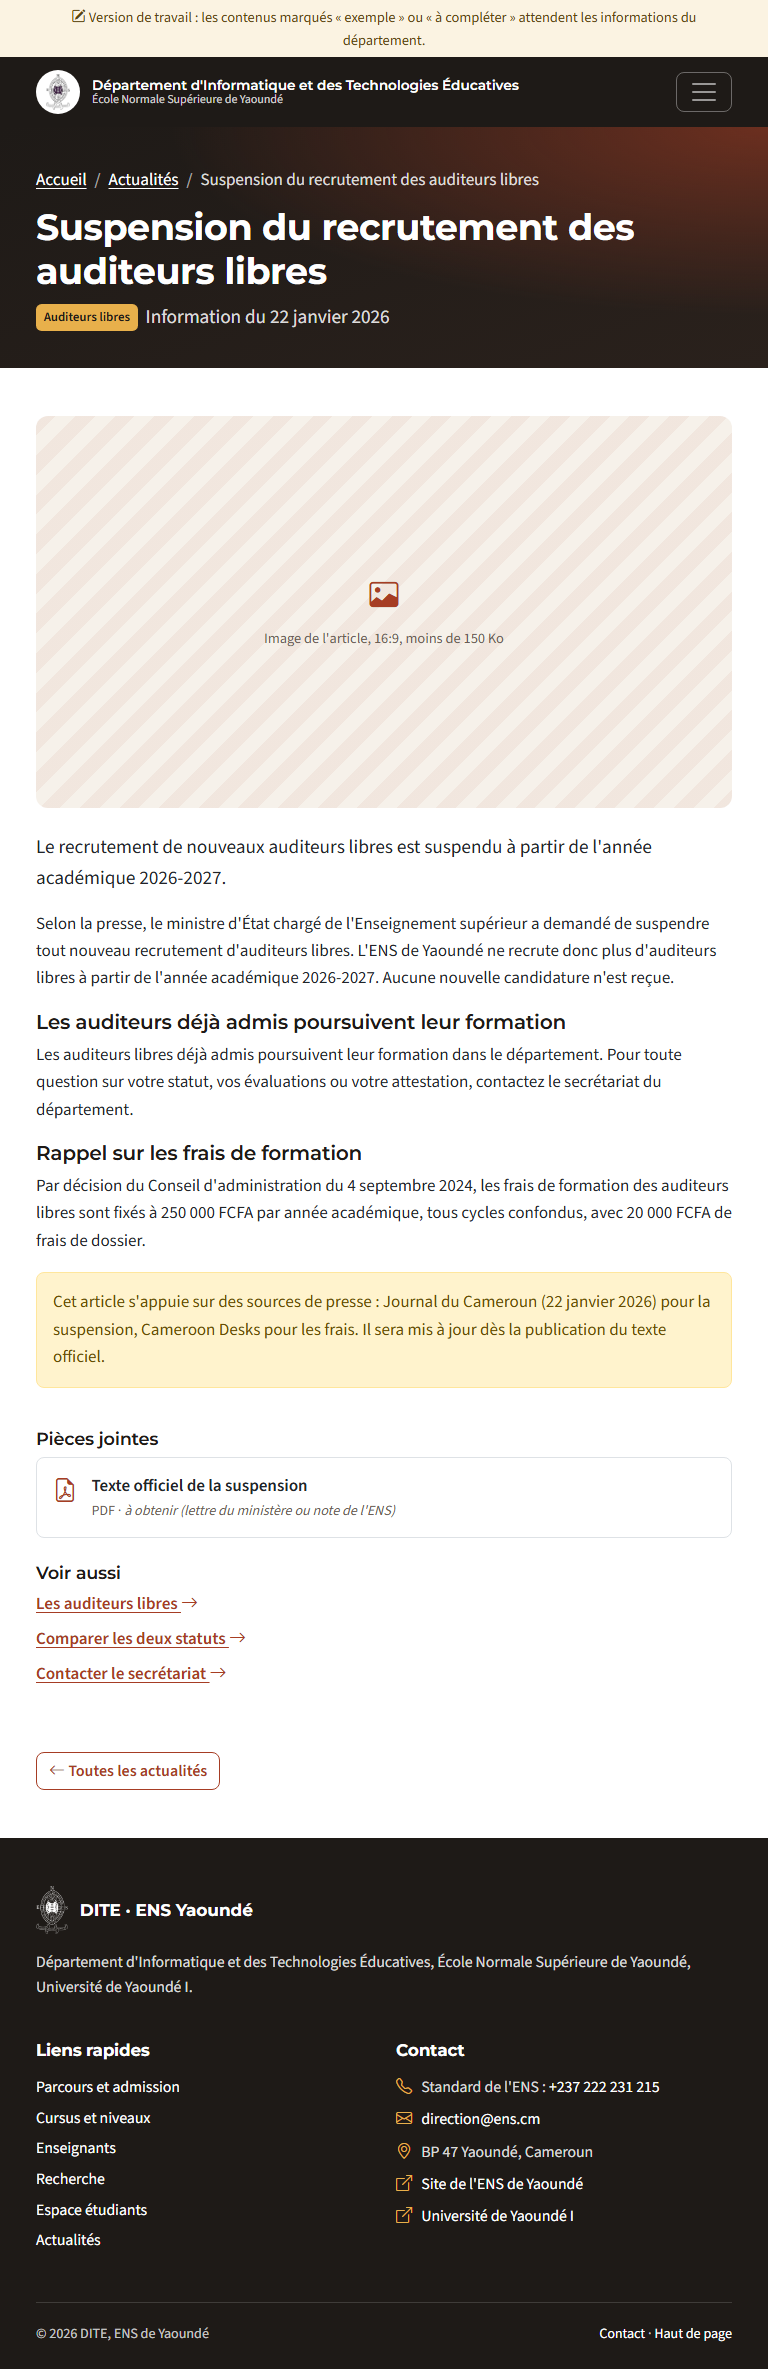 Version de travail : les contenus marqués « exemple » ou « à compléter » attendent les informations du
département.
Département d'Informatique et des Technologies Éducatives
École Normale Supérieure de Yaoundé
Accueil / Actualités / Suspension du recrutement des auditeurs libres
Suspension du recrutement des
auditeurs libres
Auditeurs libres Information du 22 janvier 2026
Image de l'article, 16:9, moins de 150 Ko
Le recrutement de nouveaux auditeurs libres est suspendu à partir de l'année
académique 2026-2027.
Selon la presse, le ministre d'État chargé de l'Enseignement supérieur a demandé de suspendre
tout nouveau recrutement d'auditeurs libres. L'ENS de Yaoundé ne recrute donc plus d'auditeurs
libres à partir de l'année académique 2026-2027. Aucune nouvelle candidature n'est reçue.
Les auditeurs déjà admis poursuivent leur formation
Les auditeurs libres déjà admis poursuivent leur formation dans le département. Pour toute
question sur votre statut, vos évaluations ou votre attestation, contactez le secrétariat du
département.
Rappel sur les frais de formation
Par décision du Conseil d'administration du 4 septembre 2024, les frais de formation des auditeurs
libres sont fixés à 250 000 FCFA par année académique, tous cycles confondus, avec 20 000 FCFA de
frais de dossier.
Cet article s'appuie sur des sources de presse : Journal du Cameroun (22 janvier 2026) pour la
suspension, Cameroon Desks pour les frais. Il sera mis à jour dès la publication du texte
officiel.
Pièces jointes
Texte officiel de la suspension
PDF · à obtenir (lettre du ministère ou note de l'ENS)
Voir aussi
Les auditeurs libres →
Comparer les deux statuts →
Contacter le secrétariat →
← Toutes les actualités
DITE · ENS Yaoundé
Département d'Informatique et des Technologies Éducatives, École Normale Supérieure de Yaoundé,
Université de Yaoundé I.
Liens rapides
Parcours et admission
Cursus et niveaux
Enseignants
Recherche
Espace étudiants
Actualités
Contact
Standard de l'ENS : +237 222 231 215
direction@ens.cm
BP 47 Yaoundé, Cameroun
Site de l'ENS de Yaoundé
Université de Yaoundé I
© 2026 DITE, ENS de Yaoundé
Contact · Haut de page